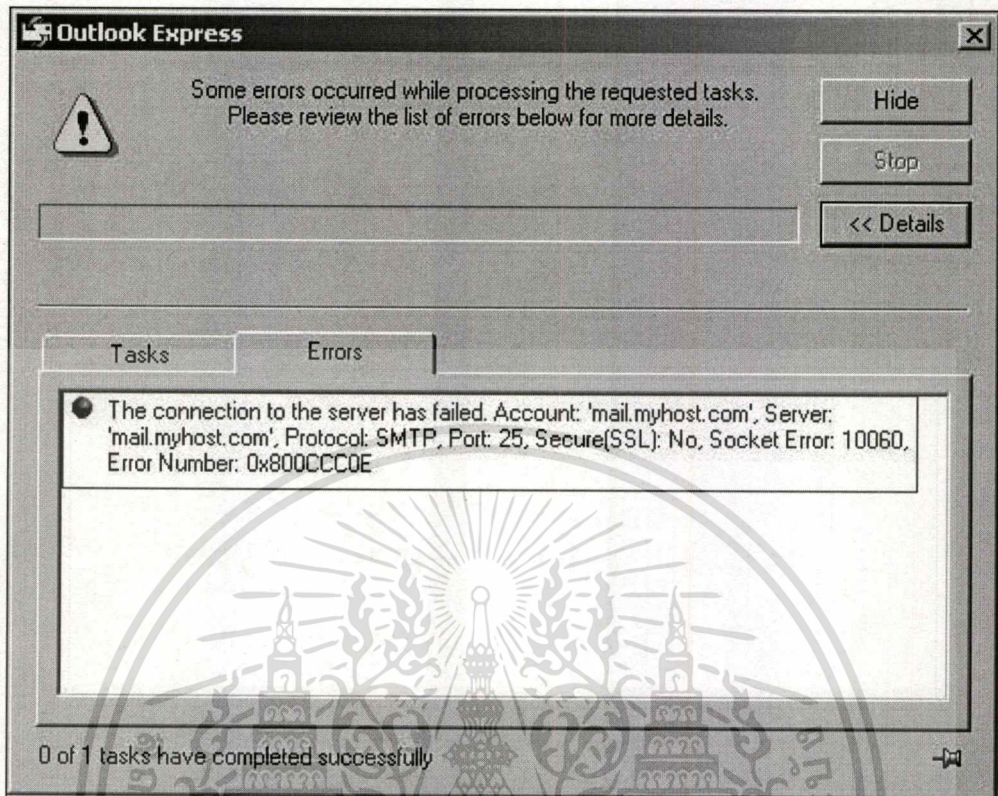 Outlook Express
Some errors occurred while processing the requested tasks.
Please review the list of errors below for more details.
Hide
Stop
<< Details
Tasks
Errors
The connection to the server has failed. Account: 'mail.myhost.com', Server:
'mail.myhost.com', Protocol: SMTP, Port: 25, Secure(SSL): No, Socket Error: 10060,
Error Number: 0x800CCC0E
0 of 1 tasks have completed successfully